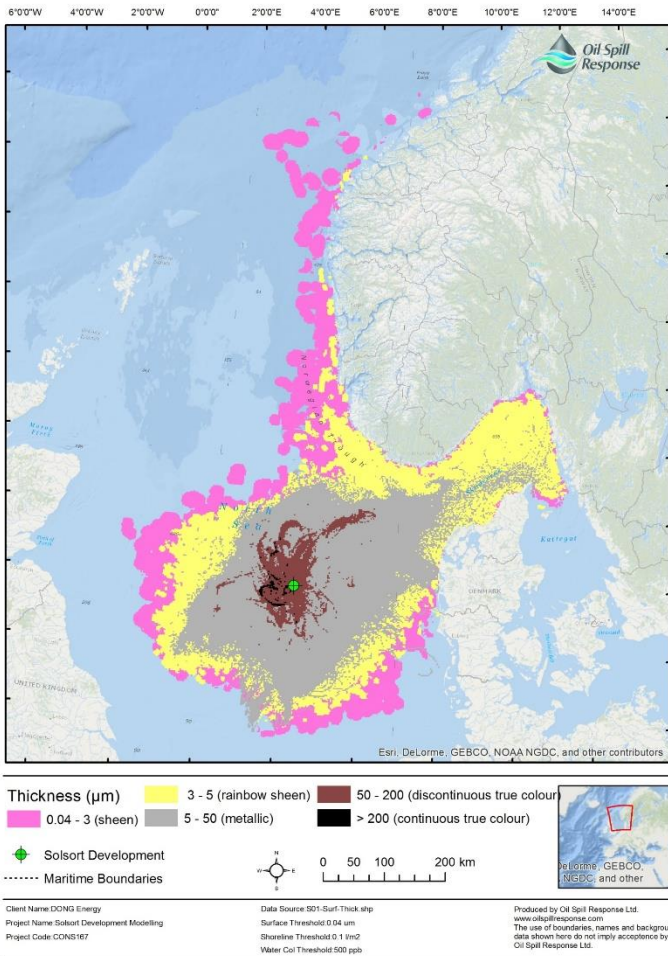 6°0'0"W 4°0'0"W 2°0'0"W 0°0'0" 2°0'0"E 4°0'0"E 6°0'0"E 8°0'0"E 10°0'0"E 12°0'0"E 14°0'0"E
Oil Spill
Response
Norwegian Trough
Moray
Firth
North
Sea
Kattegat
DENMARK
UNITED KINGDOM
Esri, DeLorme, GEBCO, NOAA NGDC, and other contributors
Thickness (µm)
0.04 - 3 (sheen)
3 - 5 (rainbow sheen)
5 - 50 (metallic)
50 - 200 (discontinuous true colour)
> 200 (continuous true colour)
Solsort Development
Maritime Boundaries
N
W E
S
0 50 100 200 km
DeLorme, GEBCO,
NGDC, and other
Client Name:DONG Energy
Project Name:Solsort Development Modelling
Project Code:CONS167
Data Source:S01-Surf-Thick.shp
Surface Threshold:0.04 um
Shoreline Threshold:0.1 l/m2
Water Col Threshold:500 ppb
Produced by Oil Spill Response Ltd.
www.oilspillresponse.com
The use of boundaries, names and backgrou
data shown here do not imply acceptence by
Oil Spill Response Ltd.